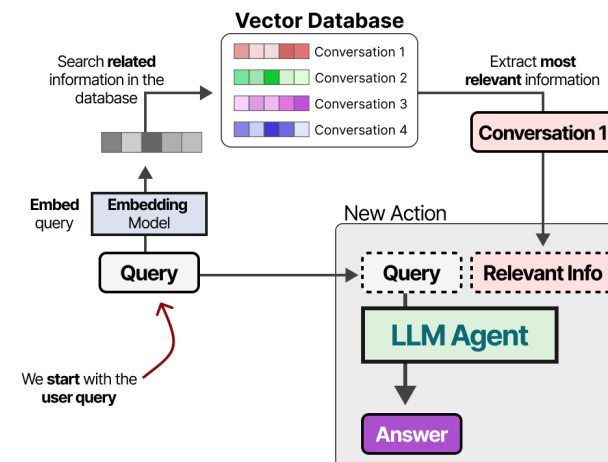 Vector Database
Search related
information in the
database
Conversation 1
Conversation 2
Conversation 3
Conversation 4
Extract most
relevant information
Conversation 1
Embed
query
Embedding
Model
New Action
Query
Query
Relevant Info
LLM Agent
We start with the
user query
Answer